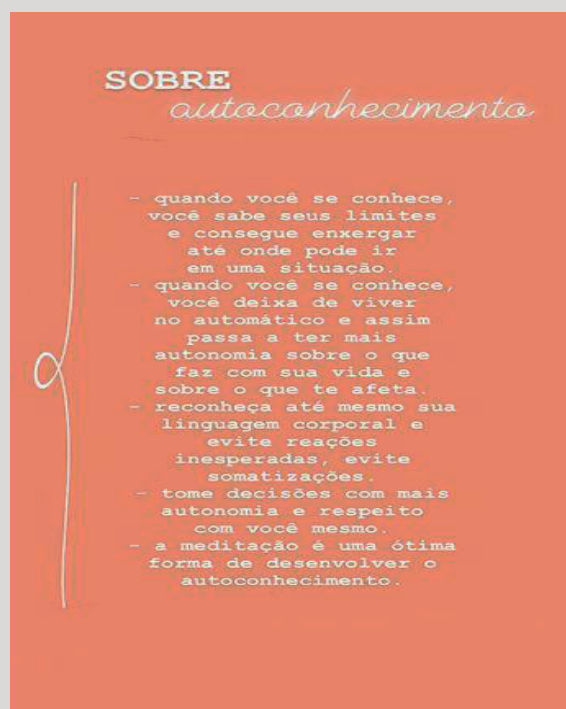 SOBRE
autoconhecimento
- quando você se conhece,
você sabe seus limites
e consegue enxergar
até onde pode ir
em uma situação.
- quando você se conhece,
você deixa de viver
no automático e assim
passa a ter mais
autonomia sobre o que
faz com sua vida e
sobre o que te afeta.
- reconheça até mesmo sua
linguagem corporal e
evite reações
inesperadas, evite
somatizações.
- tome decisões com mais
autonomia e respeito
com você mesmo.
- a meditação é uma ótima
forma de desenvolver o
autoconhecimento.